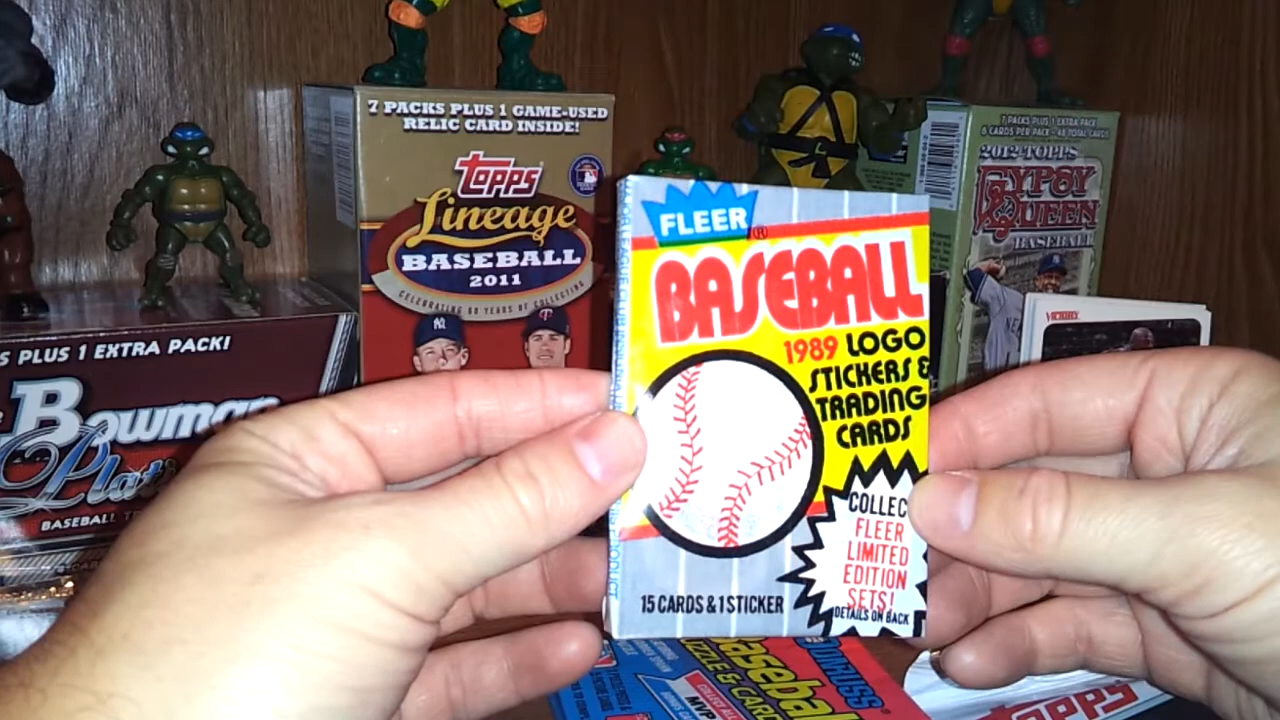 7 PACKS PLUS 1 GAME-USED
RELIC CARD INSIDE!
TOPPS
Lineage
BASEBALL
2011
CELEBRATING 60 YEARS OF COLLECTING
7 PACKS PLUS 1 EXTRA PACK
6 CARDS PER PACK - 48 TOTAL CARDS
2012 TOPPS
GYPSY
QUEEN
BASEBALL
VICTORY
S PLUS 1 EXTRA PACK!
Bowman
Plat
BASEBALL
FLEER®
BASEBALL
1989 LOGO
STICKERS &
TRADING
CARDS
COLLEC
FLEER
LIMITED
EDITION
SETS!
DETAILS ON BACK
15 CARDS & 1 STICKER
DONRUSS
Baseball
PUZZLE & CARD
MVP
TOPPS